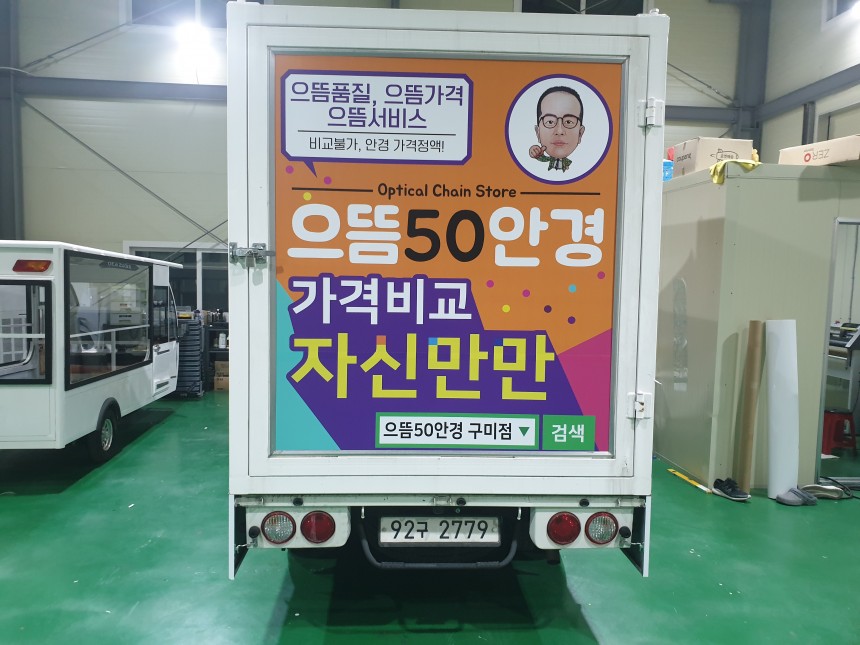 으뜸품질, 으뜸가격
으뜸서비스
비교불가, 안경 가격정액!
Optical Chain Store
으뜸50안경
가격비교
자신만만
으뜸50안경 구미점▼ 검색
92구 2779
coupang
ZER